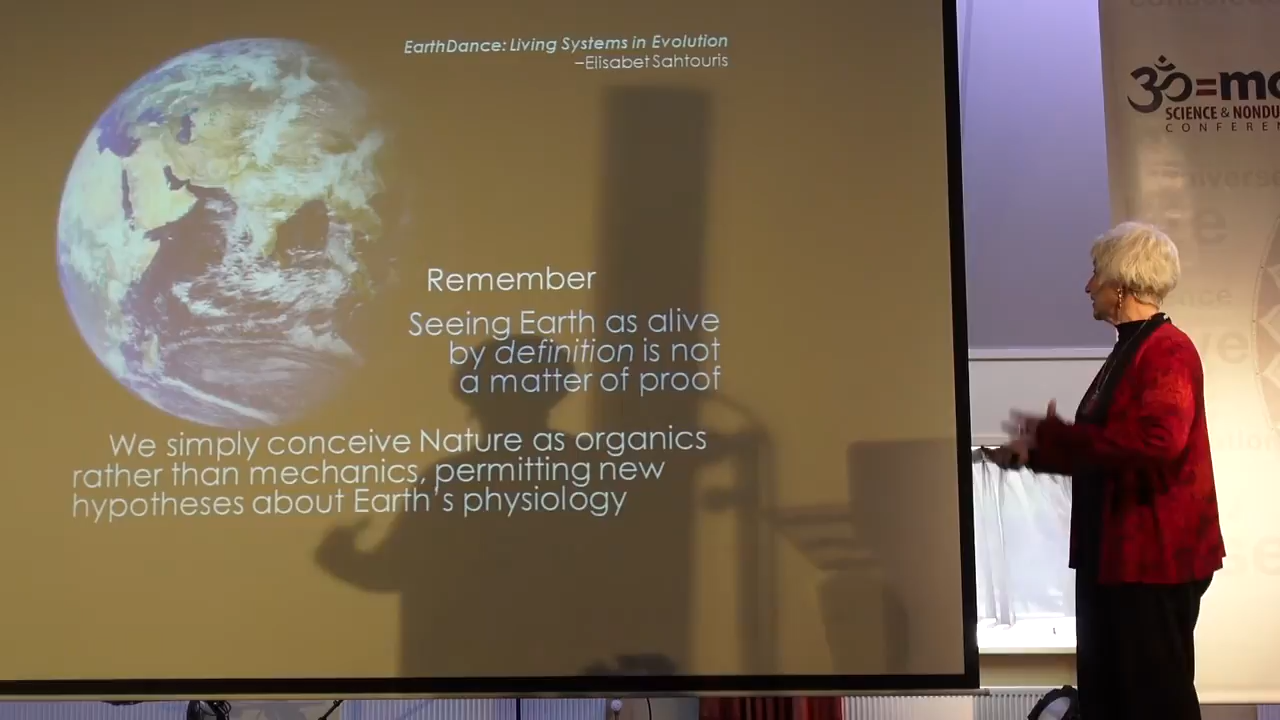 EarthDance: Living Systems in Evolution
–Elisabet Sahtouris
Remember
Seeing Earth as alive
by definition is not
a matter of proof
We simply conceive Nature as organics
rather than mechanics, permitting new
hypotheses about Earth's physiology
ॐ=mc
SCIENCE & NONDU
CONFEREN